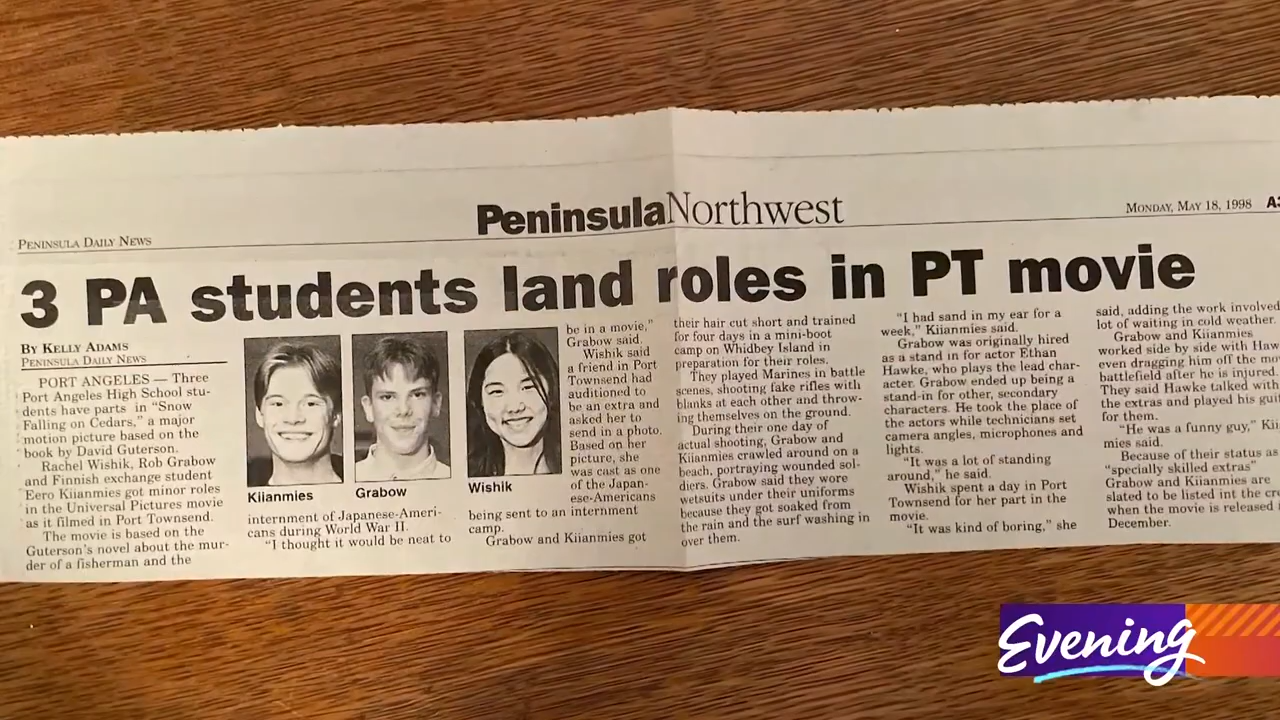 PeninsulaNorthwest
PENINSULA DAILY NEWS
MONDAY, MAY 18, 1998 A3
3 PA students land roles in PT movie
BY KELLY ADAMS
PENINSULA DAILY NEWS
PORT ANGELES — Three
Port Angeles High School stu-
dents have parts in “Snow
Falling on Cedars,” a major
motion picture based on the
book by David Guterson.
Rachel Wishik, Rob Grabow
and Finnish exchange student
Eero Kiianmies got minor roles
in the Universal Pictures movie
as it filmed in Port Townsend.
The movie is based on the
Guterson's novel about the mur-
der of a fisherman and the
Kiianmies
Grabow
Wishik
internment of Japanese-Ameri-
cans during World War II.
“I thought it would be neat to
be in a movie,”
Grabow said.
Wishik said
a friend in Port
Townsend had
auditioned to
be an extra and
asked her to
send in a photo.
Based on her
picture, she
was cast as one
of the Japan-
ese-Americans
being sent to an internment
camp.
Grabow and Kiianmies got
their hair cut short and trained
for four days in a mini-boot
camp on Whidbey Island in
preparation for their roles.
They played Marines in battle
scenes, shooting fake rifles with
blanks at each other and throw-
ing themselves on the ground.
During their one day of
actual shooting, Grabow and
Kiianmies crawled around on a
beach, portraying wounded sol-
diers. Grabow said they wore
wetsuits under their uniforms
because they got soaked from
the rain and the surf washing in
over them.
“I had sand in my ear for a
week,” Kiianmies said.
Grabow was originally hired
as a stand in for actor Ethan
Hawke, who plays the lead char-
acter. Grabow ended up being a
stand-in for other, secondary
characters. He took the place of
the actors while technicians set
camera angles, microphones and
lights.
“It was a lot of standing
around,” he said.
Wishik spent a day in Port
Townsend for her part in the
movie.
“It was kind of boring,” she
said, adding the work involved
lot of waiting in cold weather.
Grabow and Kiianmies
worked side by side with Haw
even dragging him off the mo
battlefield after he is injured.
They said Hawke talked with
the extras and played his gui
for them.
“He was a funny guy,” Kii
mies said.
Because of their status as
“specially skilled extras”
Grabow and Kiianmies are
slated to be listed int the cr
when the movie is released
December.
Evening